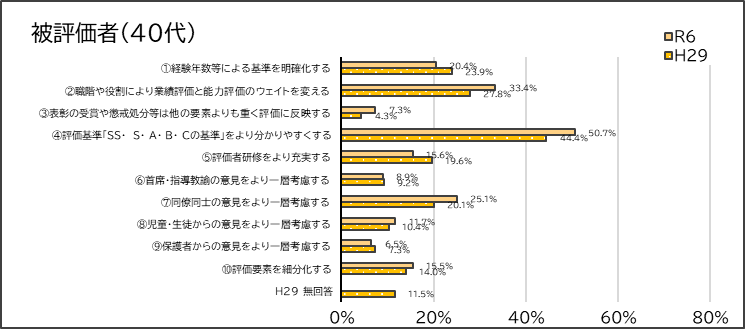 被評価者（４０代）
R6
H29
①経験年数等による基準を明確化する
20.4%
23.9%
②職階や役割により業績評価と能力評価のウェイトを変える
33.4%
27.8%
③表彰の受賞や懲戒処分等は他の要素よりも重く評価に反映する
7.3%
4.3%
④評価基準「SS・ S・A・B・ Cの基準」をより分かりやすくする
50.7%
44.4%
⑤評価者研修をより充実する
15.6%
19.6%
⑥首席・指導教諭の意見をより一層考慮する
8.9%
9.2%
⑦同僚同士の意見をより一層考慮する
25.1%
20.1%
⑧児童・生徒からの意見をより一層考慮する
11.7%
10.4%
⑨保護者からの意見をより一層考慮する
6.5%
7.3%
⑩評価要素を細分化する
15.5%
14.0%
H29 無回答
11.5%
0% 20% 40% 60% 80%